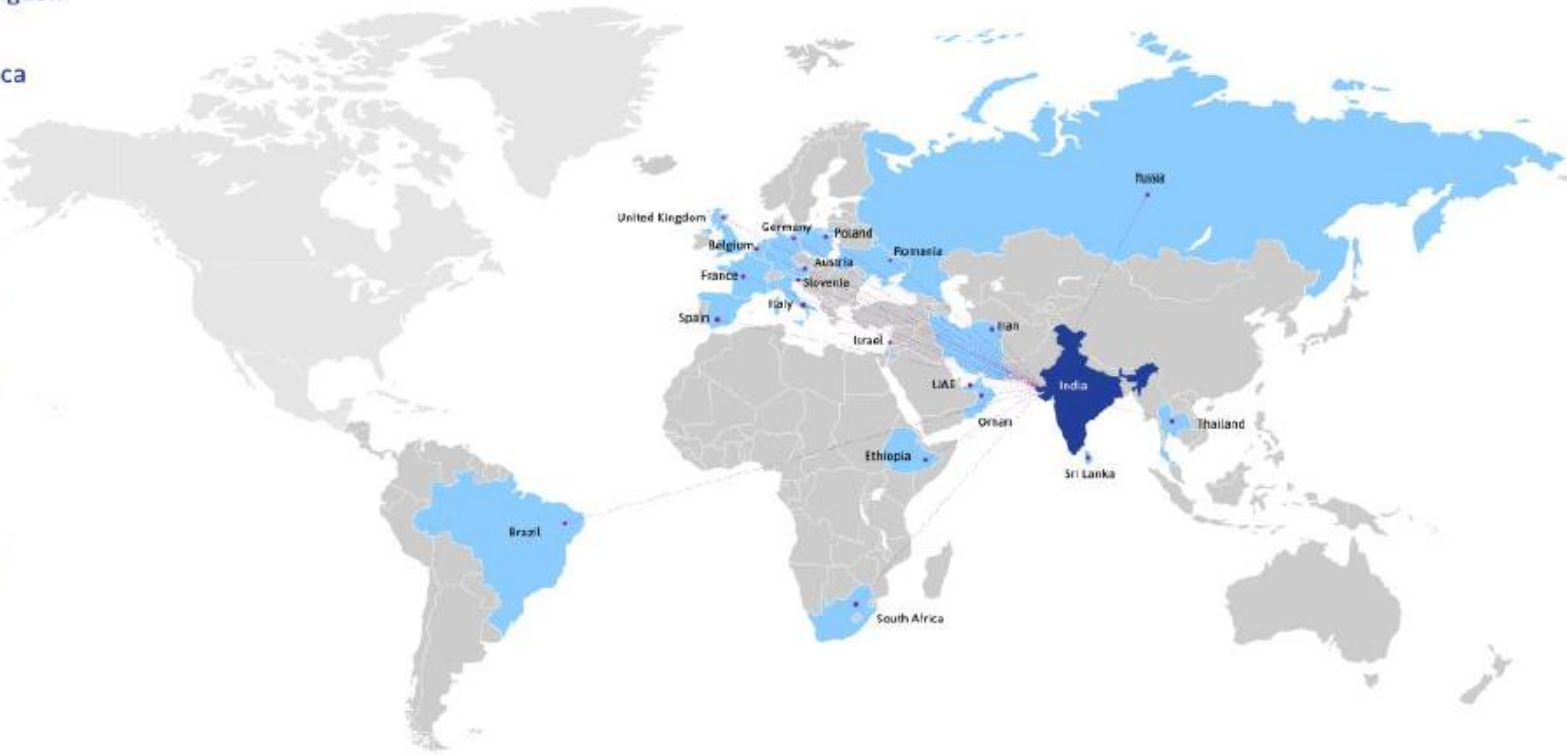 ca
Russia
United Kingdom
Germany
Poland
Belgium
Romania
Austria
France
Slovenia
Italy
Spain
Iran
Israel
UAE
India
Oman
Thailand
Ethiopia
Sri Lanka
Brazil
South Africa